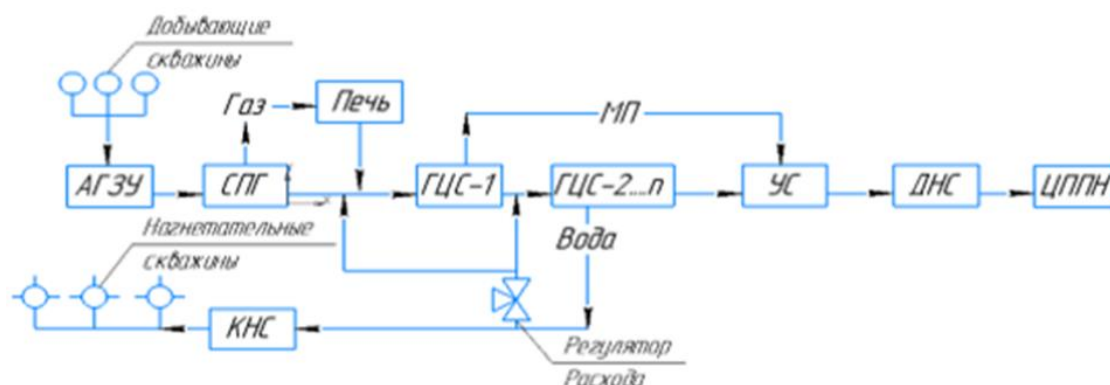 Добывающие
скважины
Газ
Печь
МП
АГЗУ
СПГ
ГЦС-1
ГЦС-2....п
УС
ДНС
ЦППН
Нагнетательные
скважины
Вода
КНС
Регулятор
Расхода